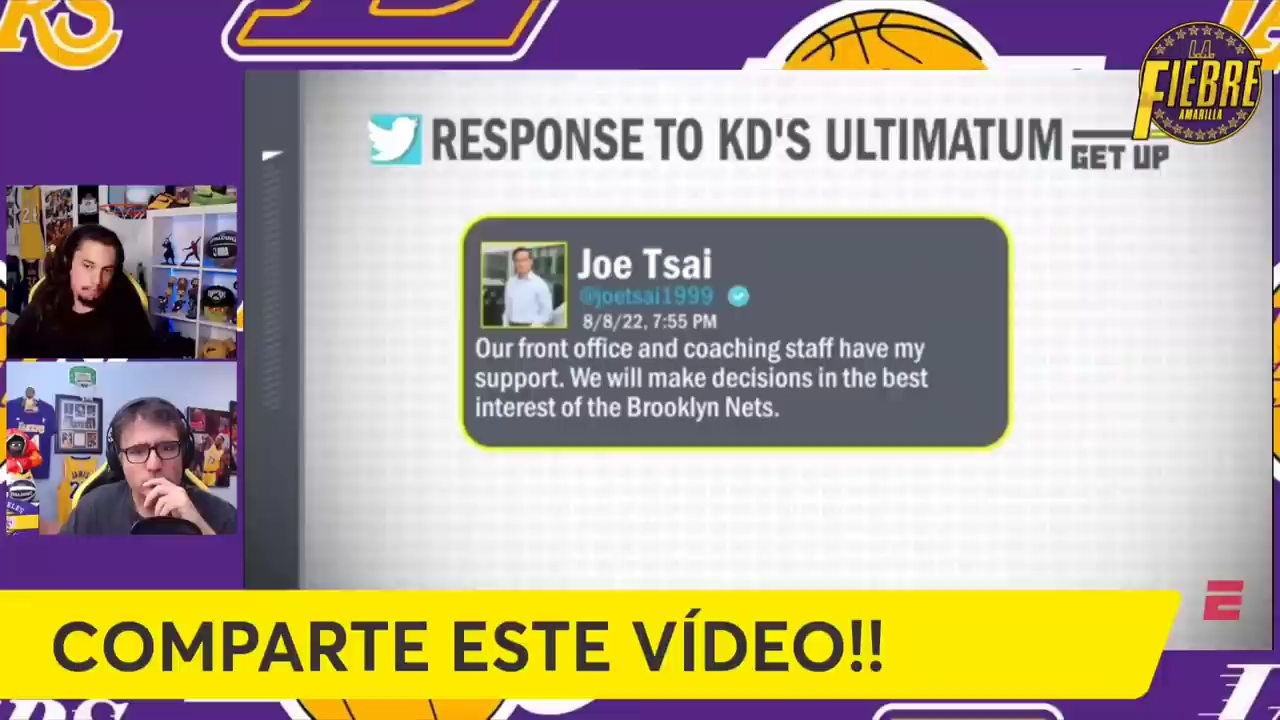 RS
L.A.
FIEBRE
AMARILLA
RESPONSE TO KD'S ULTIMATUM
GET UP
Joe Tsai
@joetsai1999
8/8/22, 7:55 PM
Our front office and coaching staff have my
support. We will make decisions in the best
interest of the Brooklyn Nets.
COMPARTE ESTE VÍDEO!!